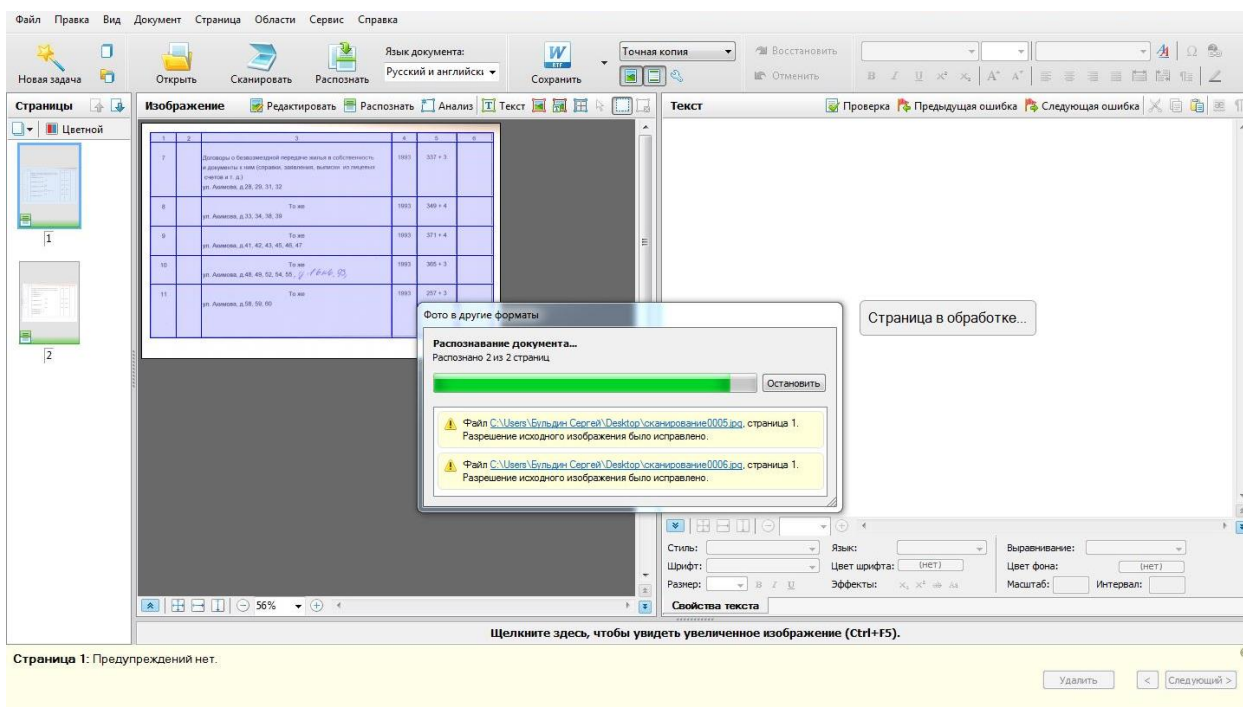 Файл Правка Вид Документ Страница Области Сервис Справка
Новая задача
Открыть Сканировать Распознать
Язык документа:
Русский и английскı
Сохранить
Точная копия
Восстановить
Отменить
Страницы
Изображение Редактировать Распознать Анализ Текст
Текст Проверка Предыдущая ошибка Следующая ошибка
Цветной
1
2
1 2 3 4 5 6
7 Договоры о безвозмездной передаче жилья в собственность 1993 337 + 3
и документы к ним (справки, заявления, выписки из лицевых
счетов и т. д.)
ул. Акимова, д.28, 29, 31, 32
8 То же 1993 349 + 4
ул. Акимова, д.33, 34, 38, 39
9 То же 1993 371 + 4
ул. Акимова, д.41, 42, 43, 45, 46, 47
10 То же 1993 365 + 3
ул. Акимова, д.48, 49, 52, 54, 55,
11 То же 1993 257 + 3
ул. Акимова, д.58, 59, 60
Фото в другие форматы
Распознавание документа...
Распознано 2 из 2 страниц
Остановить
Файл C:\Users\Бульдин Сергей\Desktop\сканирование0005.jpg, страница 1.
Разрешение исходного изображения было исправлено.
Файл C:\Users\Бульдин Сергей\Desktop\сканирование0006.jpg, страница 1.
Разрешение исходного изображения было исправлено.
Страница в обработке...
Стиль: Язык: Выравнивание:
Шрифт: Цвет шрифта: (нет) Цвет фона: (нет)
Размер: Эффекты: Масштаб: Интервал:
Свойства текста
56%
Щелкните здесь, чтобы увидеть увеличенное изображение (Ctrl+F5).
Страница 1: Предупреждений нет.
Удалить < Следующий >